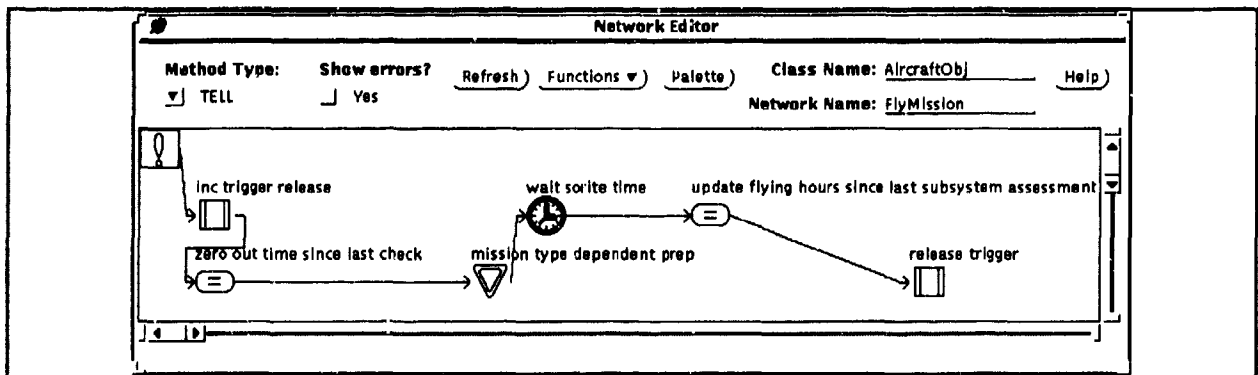 Network Editor
Method Type: Show errors? Refresh Functions Palette Class Name: AircraftObj Help
TELL Yes Network Name: FlyMission
inc trigger release wait sorite time update flying hours since last subsystem assessment
zero out time since last check mission type dependent prep release trigger